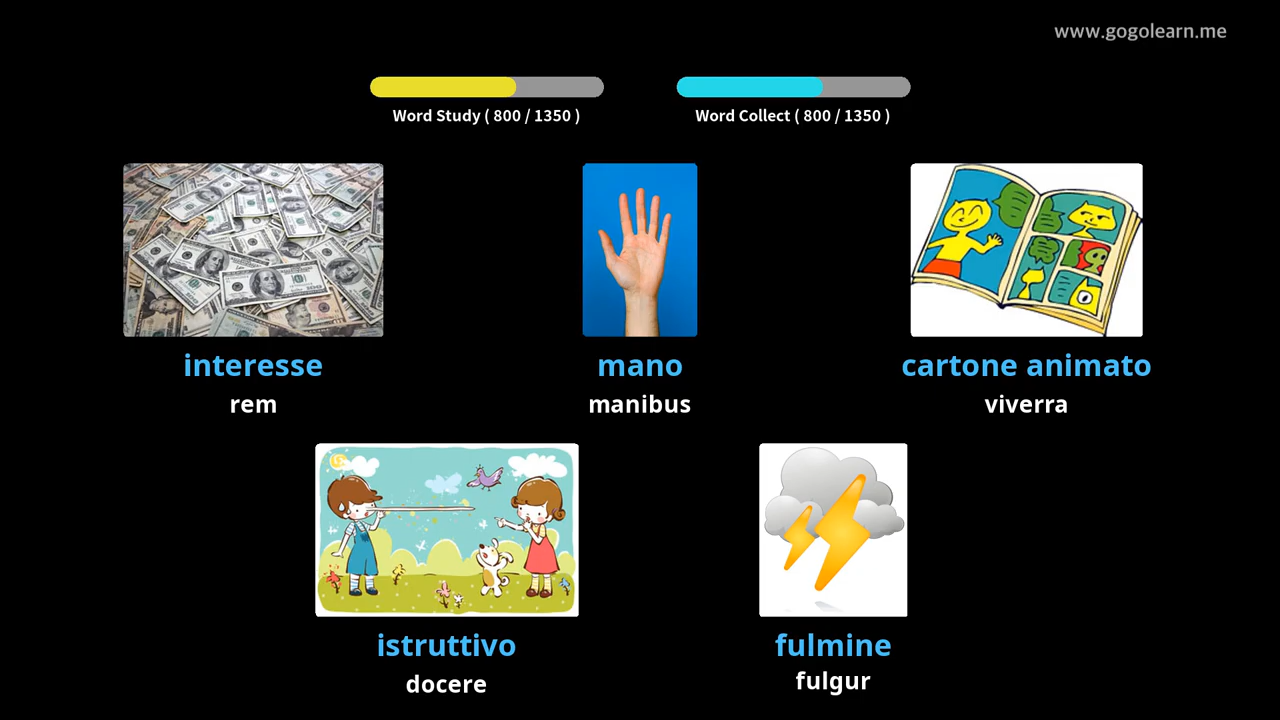 www.gogolearn.me
Word Study ( 800 / 1350 )
Word Collect ( 800 / 1350 )
interesse
rem
mano
manibus
cartone animato
viverra
istruttivo
docere
fulmine
fulgur